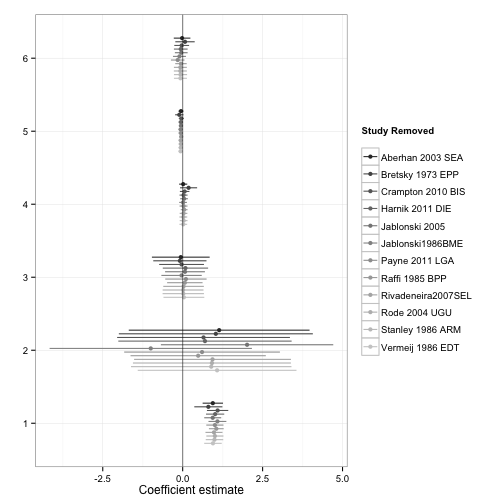 6
5
4
3
2
1
-2.5
0.0
2.5
5.0
Coefficient estimate
Study Removed
Aberhan 2003 SEA
Bretsky 1973 EPP
Crampton 2010 BIS
Harnik 2011 DIE
Jablonski 2005
Jablonski1986BME
Payne 2011 LGA
Raffi 1985 BPP
Rivadeneira2007SEL
Rode 2004 UGU
Stanley 1986 ARM
Vermeij 1986 EDT